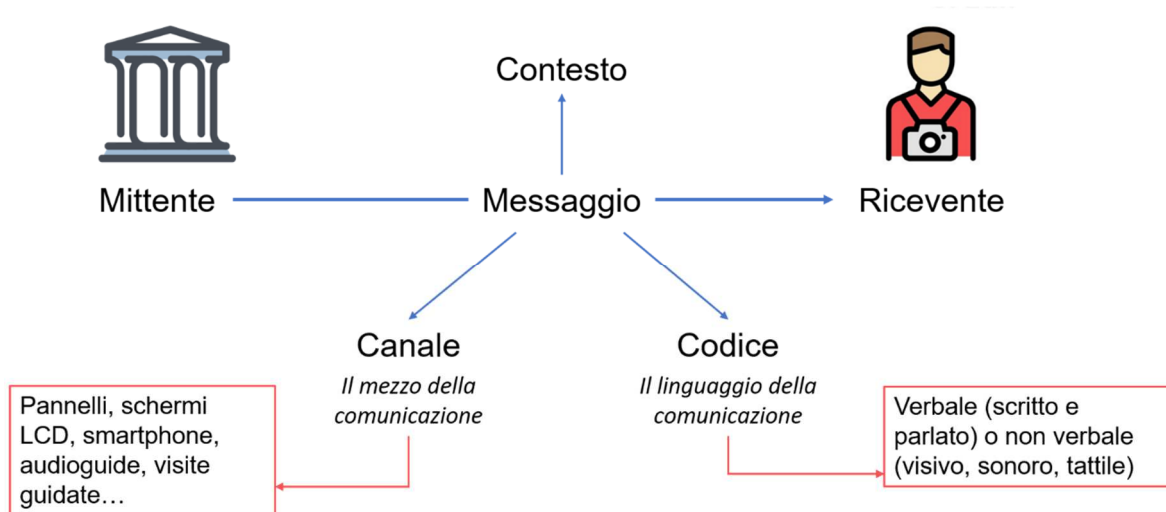 Contesto
Mittente
Messaggio
Ricevente
Canale
Il mezzo della
comunicazione
Codice
Il linguaggio della
comunicazione
Pannelli, schermi
LCD, smartphone,
audioguide, visite
guidate…
Verbale (scritto e
parlato) o non verbale
(visivo, sonoro, tattile)